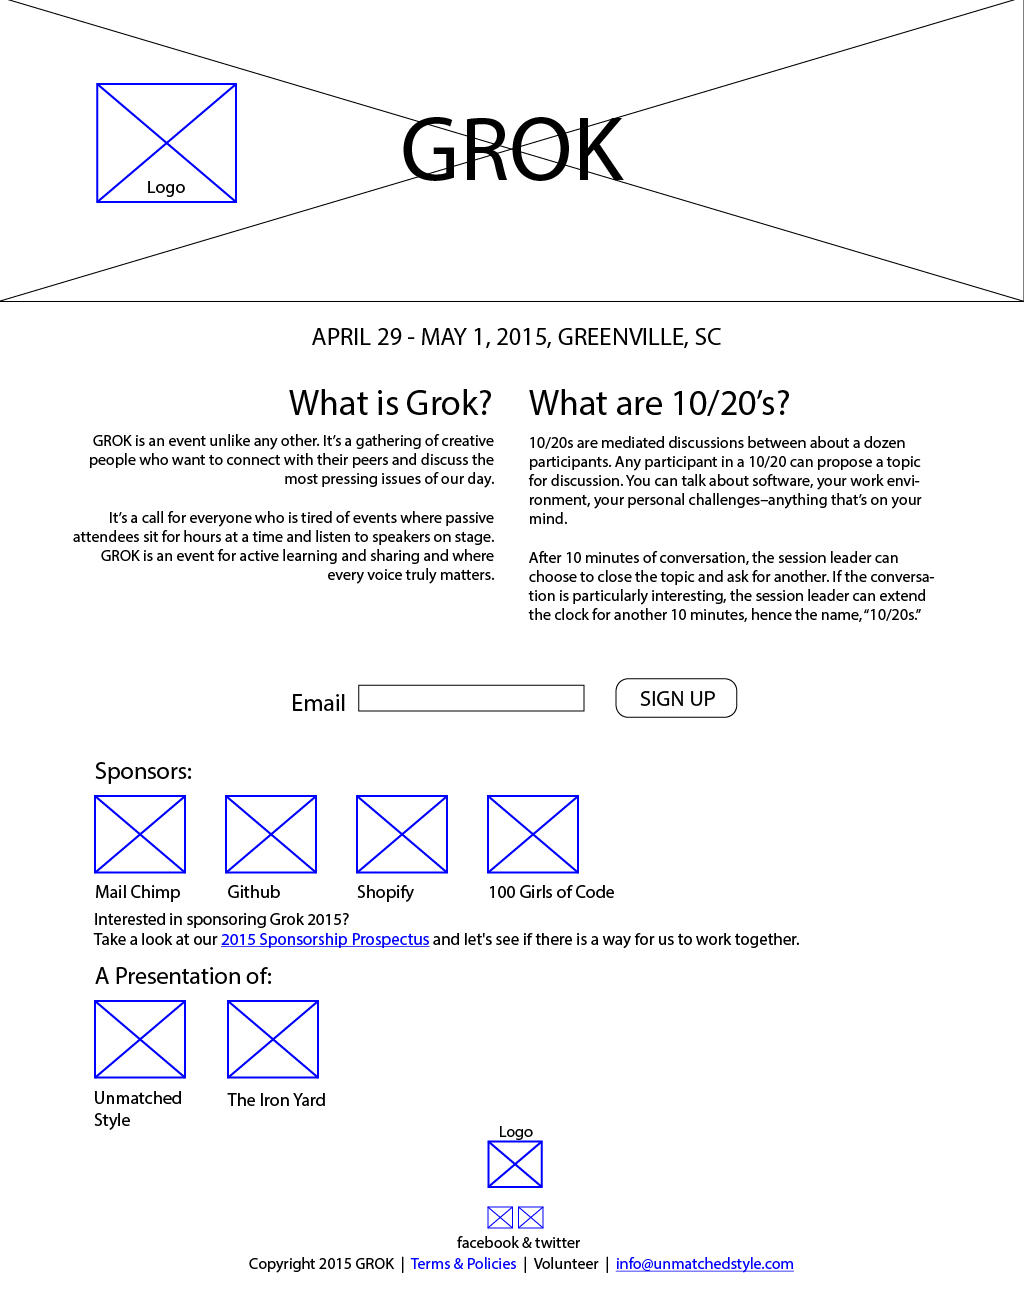 GROK
Logo
APRIL 29 - MAY 1, 2015, GREENVILLE, SC
What is Grok?
GROK is an event unlike any other. It's a gathering of creative
people who want to connect with their peers and discuss the
most pressing issues of our day.
It's a call for everyone who is tired of events where passive
attendees sit for hours at a time and listen to speakers on stage.
GROK is an event for active learning and sharing and where
every voice truly matters.
What are 10/20's?
10/20s are mediated discussions between about a dozen
participants. Any participant in a 10/20 can propose a topic
for discussion. You can talk about software, your work envi-
ronment, your personal challenges–anything that's on your
mind.
After 10 minutes of conversation, the session leader can
choose to close the topic and ask for another. If the conversa-
tion is particularly interesting, the session leader can extend
the clock for another 10 minutes, hence the name, “10/20s.”
Email
SIGN UP
Sponsors:
Mail Chimp
Github
Shopify
100 Girls of Code
Interested in sponsoring Grok 2015?
Take a look at our 2015 Sponsorship Prospectus and let's see if there is a way for us to work together.
A Presentation of:
Unmatched
Style
The Iron Yard
Logo
facebook & twitter
Copyright 2015 GROK | Terms & Policies | Volunteer | info@unmatchedstyle.com